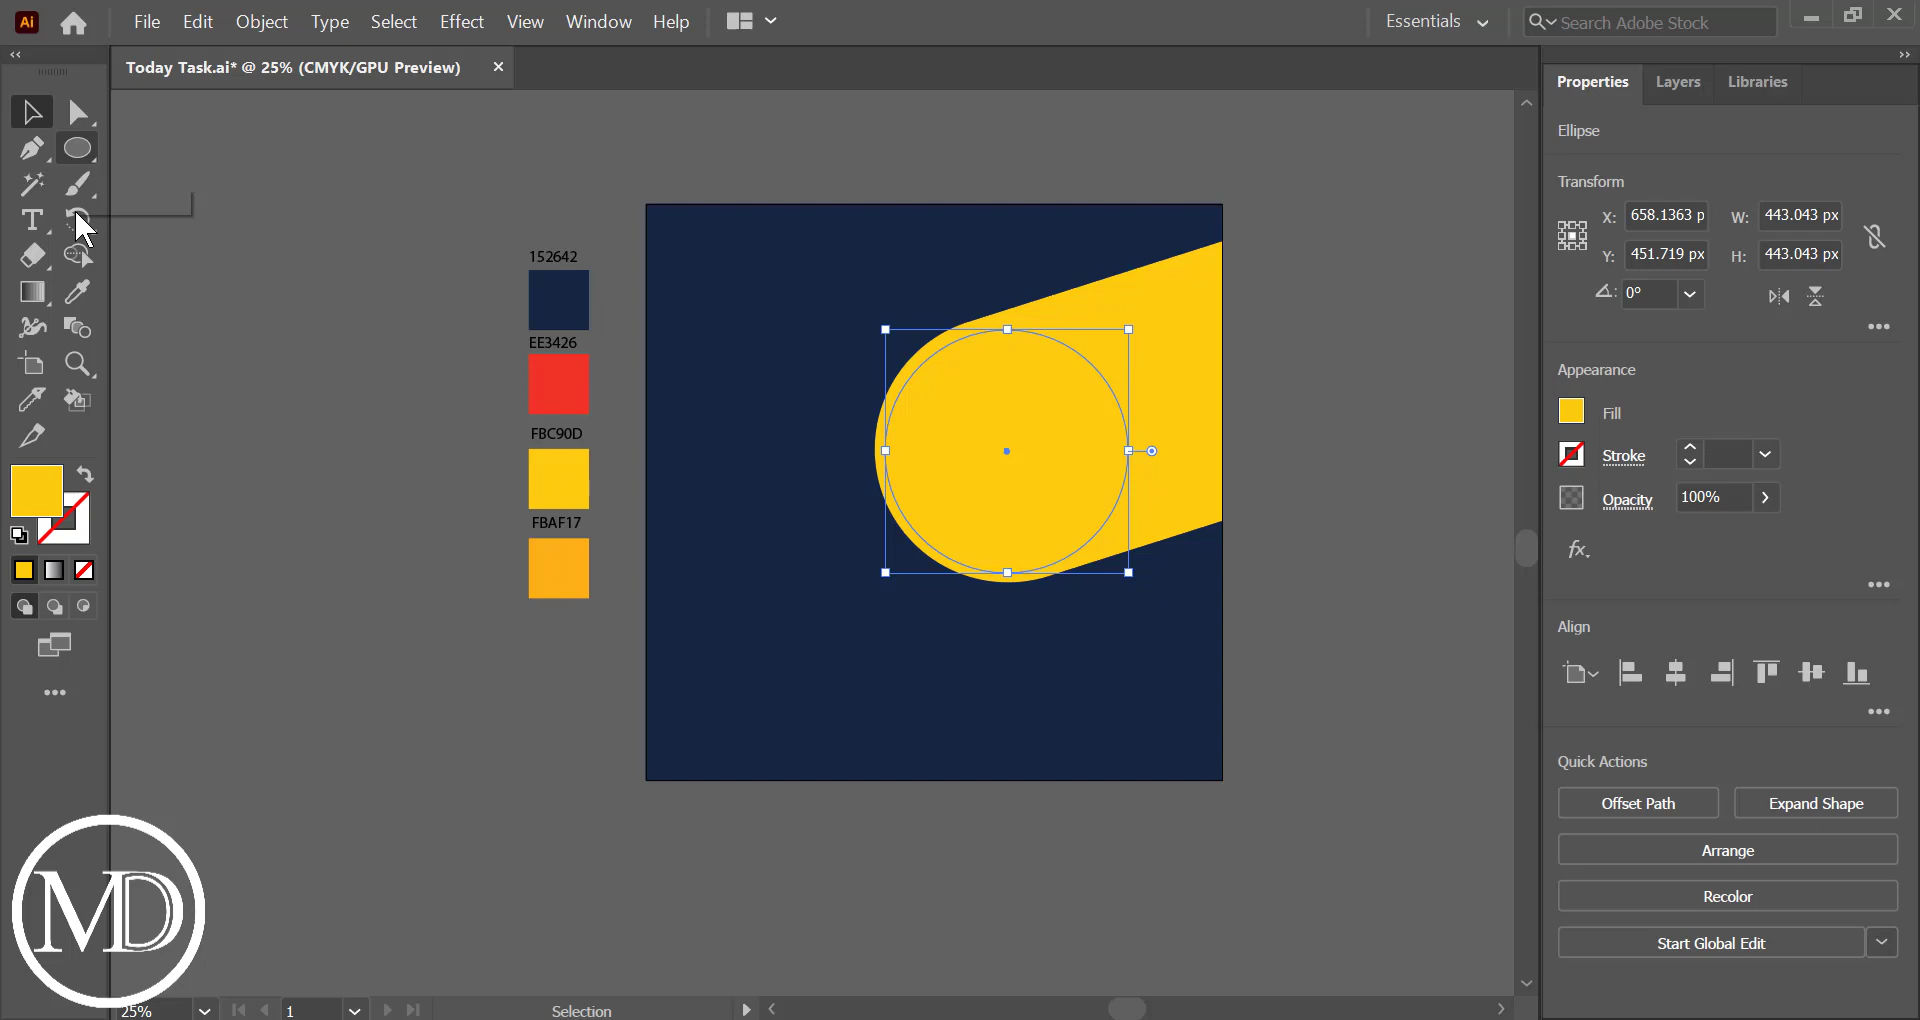 Ai File Edit Object Type Select Effect View Window Help Essentials Search Adobe Stock
Today Task.ai* @ 25% (CMYK/GPU Preview)
Properties Layers Libraries
Ellipse
Transform
X: 658.1363 p W: 443.043 px
Y: 451.719 px H: 443.043 px
0°
Appearance
Fill
Stroke
Opacity 100%
fx.
Align
Quick Actions
Offset Path Expand Shape
Arrange
Recolor
Start Global Edit
152642
EE3426
FBC90D
FBAF17
T
MD
25% 1 Selection